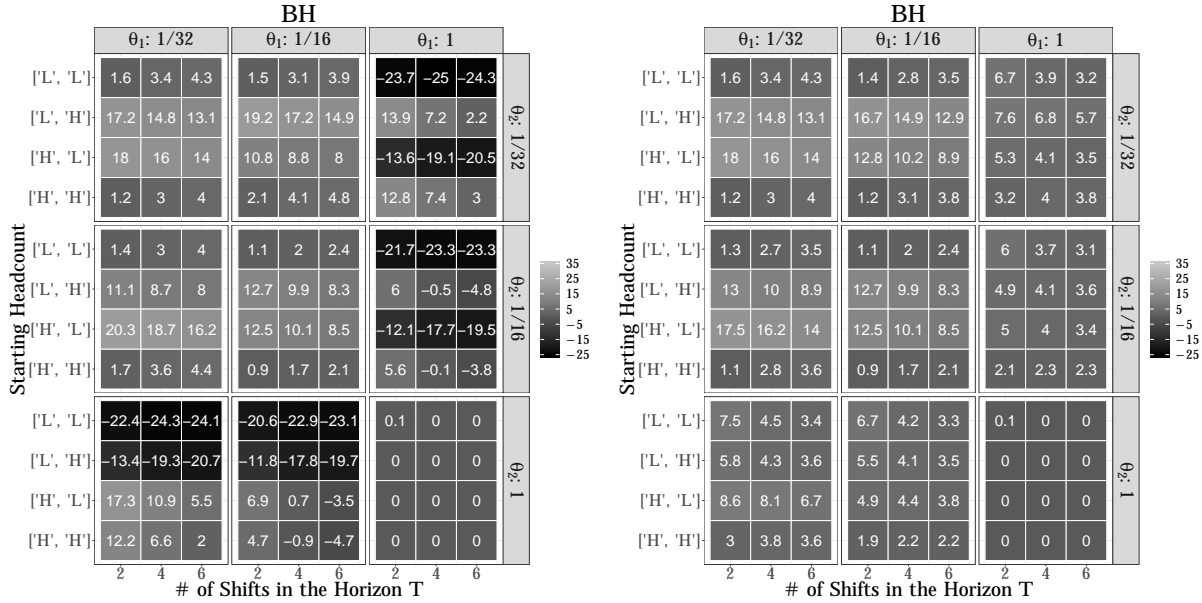 BH
θ₁: 1/32 θ₁: 1/16 θ₁: 1
['L', 'L'] 1.6 3.4 4.3 1.5 3.1 3.9 −23.7 −25 −24.3
['L', 'H'] 17.2 14.8 13.1 19.2 17.2 14.9 13.9 7.2 2.2
['H', 'L'] 18 16 14 10.8 8.8 8 −13.6 −19.1 −20.5
['H', 'H'] 1.2 3 4 2.1 4.1 4.8 12.8 7.4 3
θ₂: 1/32
['L', 'L'] 1.4 3 4 1.1 2 2.4 −21.7 −23.3 −23.3
['L', 'H'] 11.1 8.7 8 12.7 9.9 8.3 6 −0.5 −4.8
['H', 'L'] 20.3 18.7 16.2 12.5 10.1 8.5 −12.1 −17.7 −19.5
['H', 'H'] 1.7 3.6 4.4 0.9 1.7 2.1 5.6 −0.1 −3.8
θ₂: 1/16
['L', 'L'] −22.4 −24.3 −24.1 −20.6 −22.9 −23.1 0.1 0 0
['L', 'H'] −13.4 −19.3 −20.7 −11.8 −17.8 −19.7 0 0 0
['H', 'L'] 17.3 10.9 5.5 6.9 0.7 −3.5 0 0 0
['H', 'H'] 12.2 6.6 2 4.7 −0.9 −4.7 0 0 0
θ₂: 1
2 4 6 2 4 6 2 4 6
# of Shifts in the Horizon T
Starting Headcount
35
25
15
5
−5
−15
−25
BH
θ₁: 1/32 θ₁: 1/16 θ₁: 1
['L', 'L'] 1.6 3.4 4.3 1.4 2.8 3.5 6.7 3.9 3.2
['L', 'H'] 17.2 14.8 13.1 16.7 14.9 12.9 7.6 6.8 5.7
['H', 'L'] 18 16 14 12.8 10.2 8.9 5.3 4.1 3.5
['H', 'H'] 1.2 3 4 1.2 3.1 3.8 3.2 4 3.8
θ₂: 1/32
['L', 'L'] 1.3 2.7 3.5 1.1 2 2.4 6 3.7 3.1
['L', 'H'] 13 10 8.9 12.7 9.9 8.3 4.9 4.1 3.6
['H', 'L'] 17.5 16.2 14 12.5 10.1 8.5 5 4 3.4
['H', 'H'] 1.1 2.8 3.6 0.9 1.7 2.1 2.1 2.3 2.3
θ₂: 1/16
['L', 'L'] 7.5 4.5 3.4 6.7 4.2 3.3 0.1 0 0
['L', 'H'] 5.8 4.3 3.6 5.5 4.1 3.5 0 0 0
['H', 'L'] 8.6 8.1 6.7 4.9 4.4 3.8 0 0 0
['H', 'H'] 3 3.8 3.6 1.9 2.2 2.2 0 0 0
θ₂: 1
2 4 6 2 4 6 2 4 6
# of Shifts in the Horizon T
Starting Headcount
35
25
15
5
−5
−15
−25